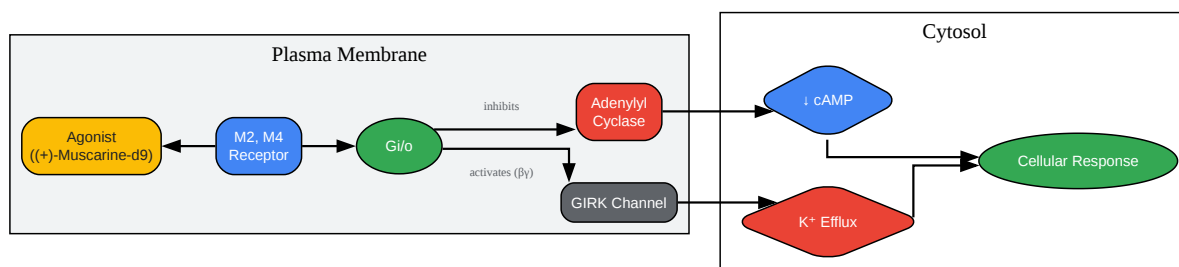 Plasma Membrane
Cytosol
Agonist
((+)-Muscarine-d9)
M2, M4
Receptor
Gi/o
inhibits
activates (βγ)
Adenylyl
Cyclase
GIRK Channel
↓ cAMP
K⁺ Efflux
Cellular Response